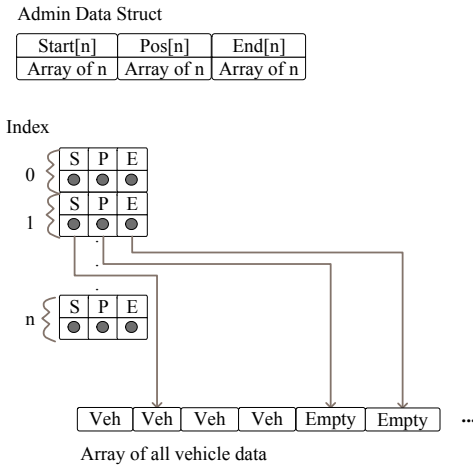 Admin Data Struct
Start[n] Pos[n] End[n]
Array of n Array of n Array of n
Index
S P E
0
S P E
1
S P E
n
Veh Veh Veh Veh Empty Empty ...
Array of all vehicle data